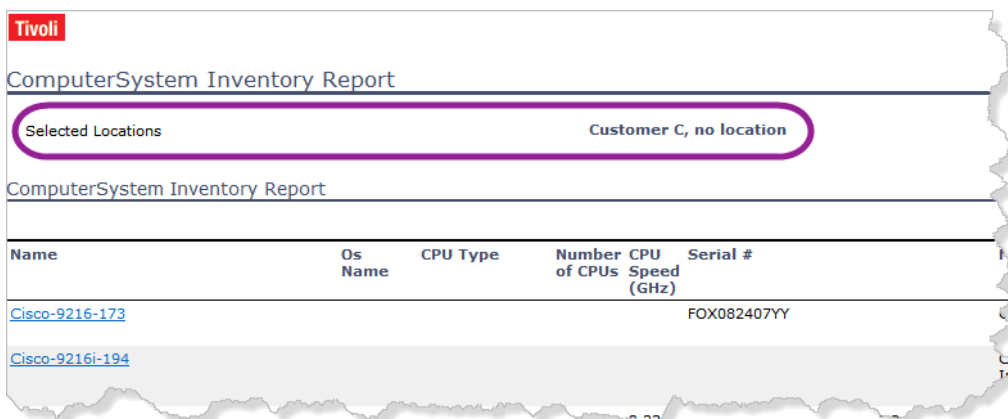 Tivoli
ComputerSystem Inventory Report
Selected Locations Customer C, no location
ComputerSystem Inventory Report
Name Os Name CPU Type Number of CPUs CPU Speed (GHz) Serial #
Cisco-9216-173 FOX082407YY
Cisco-9216i-194